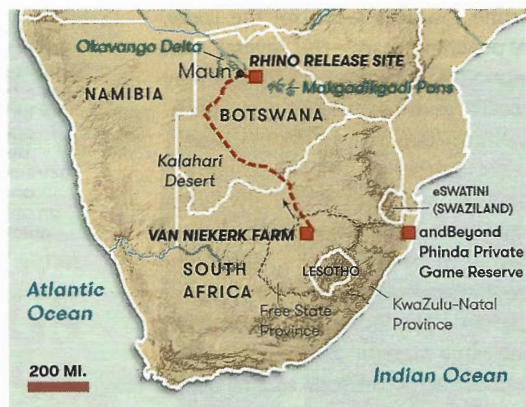 Okavango Delta
RHINO RELEASE SITE
Maun
Makgadikgadi Pans
NAMIBIA
BOTSWANA
Kalahari
Desert
eSWATINI
(SWAZILAND)
VAN NIEKERK FARM
andBeyond
Phinda Private
Game Reserve
SOUTH
AFRICA
LESOTHO
Atlantic
Ocean
Free State
Province
KwaZulu-Natal
Province
200 MI.
Indian Ocean